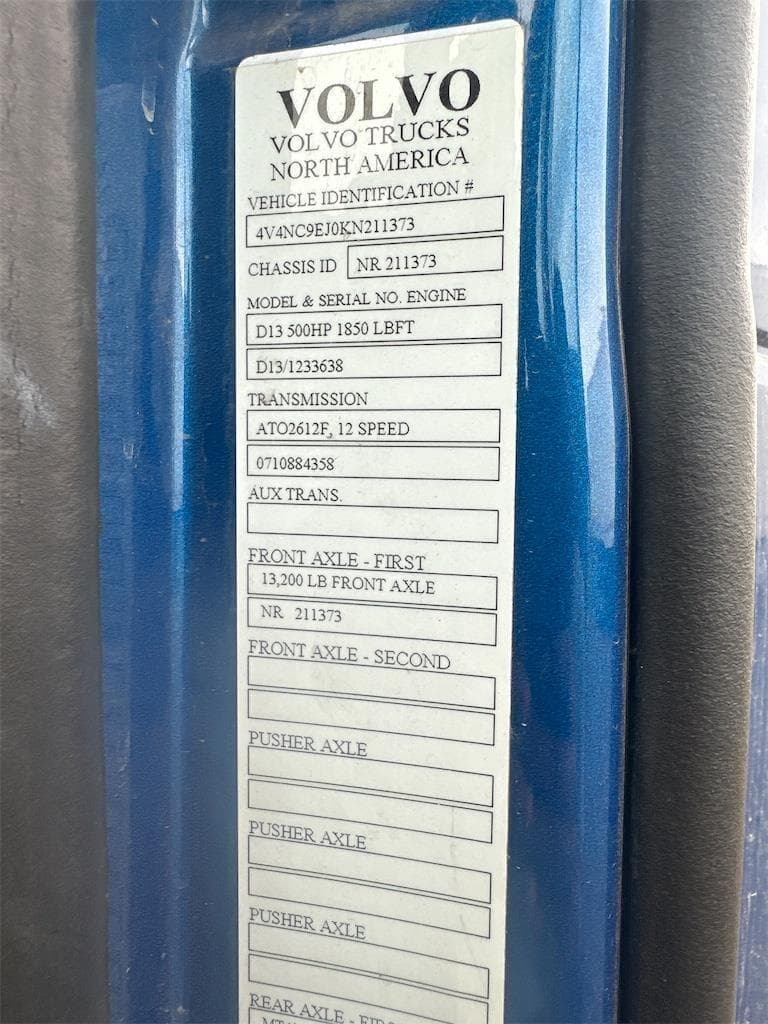 VOLVO
VOLVO TRUCKS
NORTH AMERICA
VEHICLE IDENTIFICATION #
4V4NC9EJ0KN211373
CHASSIS ID NR 211373
MODEL & SERIAL NO. ENGINE
D13 500HP 1850 LBFT
D13/1233638
TRANSMISSION
ATO2612F, 12 SPEED
0710884358
AUX TRANS.
FRONT AXLE - FIRST
13,200 LB FRONT AXLE
NR 211373
FRONT AXLE - SECOND
PUSHER AXLE
PUSHER AXLE
PUSHER AXLE
REAR AXLE -